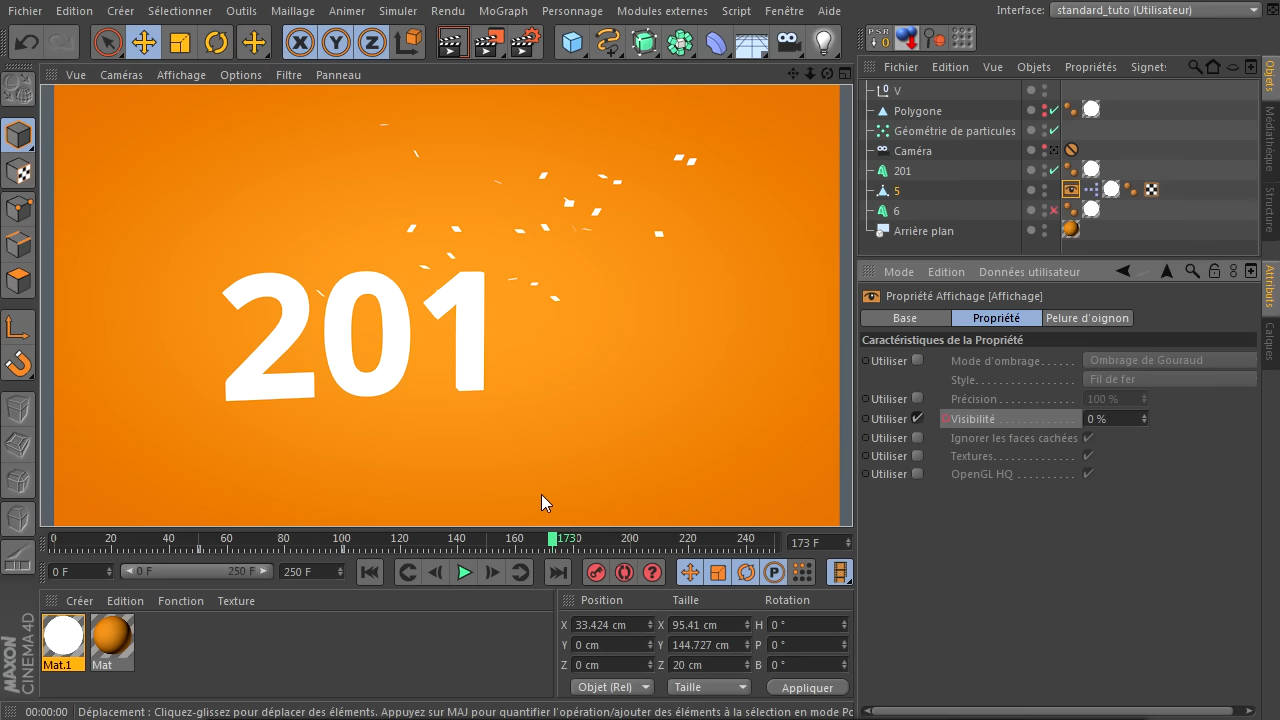 Fichier Edition Créer Sélectionner Outils Maillage Animer Simuler Rendu MoGraph Personnage Modules externes Script Fenêtre Aide Interface: standard_tuto (Utilisateur)
X Y Z PSR 0
Vue Caméras Affichage Options Filtre Panneau
Fichier Edition Vue Objets Propriétés Signets
0 V
Polygone
Géométrie de particules
Caméra
201
5
6
Arrière plan
Objets
Médiathèque
Structure
Mode Edition Données utilisateur
Propriété Affichage [Affichage]
Base Propriété Pelure d'oignon
Caractéristiques de la Propriété
Utiliser Mode d'ombrage Ombrage de Gouraud
Style Fil de fer
Utiliser Précision 100 %
Utiliser Visibilité 0 %
Utiliser Ignorer les faces cachées
Utiliser Textures
Utiliser OpenGL HQ
Attributs
Calques
201
0 20 40 60 80 100 120 140 160 173 200 220 240 173 F
0 F 0 F 250 F 250 F P
Créer Edition Fonction Texture
Mat.1 Mat
Position Taille Rotation
X 33.424 cm X 95.41 cm H 0 °
Y 0 cm Y 144.727 cm P 0 °
Z 0 cm Z 20 cm B 0 °
Objet (Rel) Taille Appliquer
MAXON CINEMA 4D
00:00:00 Déplacement : Cliquez-glissez pour déplacer des éléments. Appuyez sur MAJ pour quantifier l'opération/ajouter des éléments à la sélection en mode Po